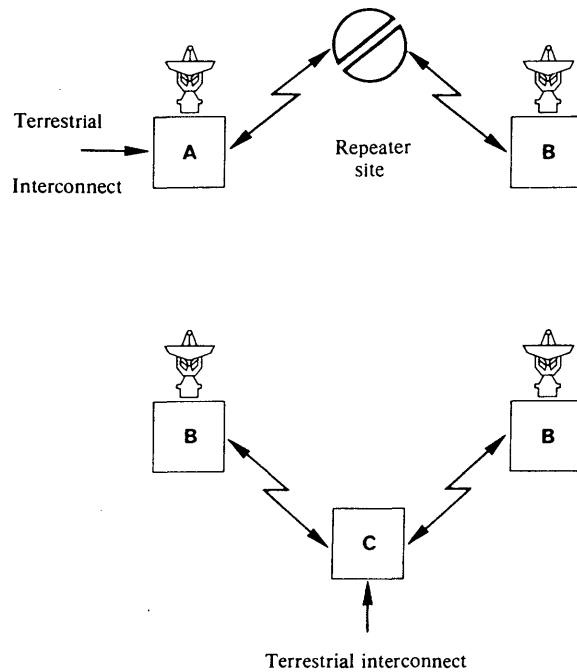 Terrestrial
Interconnect
A
Repeater
site
B
B
B
C
Terrestrial interconnect